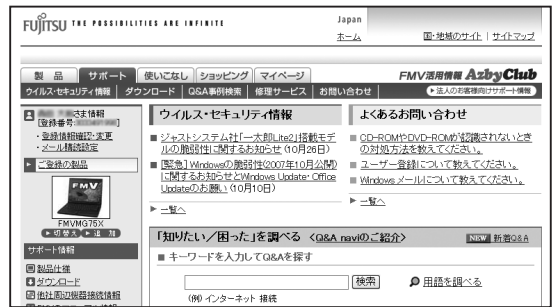 FUJITSU THE POSSIBILITIES ARE INFINITE
Japan
ホーム
国・地域のサイト | サイトマップ
製品 サポート 使いこなし ショッピング マイページ
FMV活用情報 AzbyClub
ウイルス・セキュリティ情報 ダウンロード Q&A事例検索 修理サービス お問い合わせ
法人のお客様向けサポート情報
さま情報
[登録番号: ]
・登録情報確認・変更
・メール購読設定
ご登録の製品
FMV
FMVMG75X
切替え 追加
サポート情報
製品仕様
ダウンロード
他社周辺機器接続情報
ウイルス・セキュリティ情報
ジャストシステム社「一太郎Lite2」搭載モデルの脆弱性に関するお知らせ (10月26日)
[緊急] Windowsの脆弱性(2007年10月公開)に関するお知らせとWindows Update・Office Updateのお願い (10月10日)
一覧へ
よくあるお問い合わせ
CD-ROMやDVD-ROMが認識されないときの対処方法を教えてください。
ユーザー登録について教えてください。
Windows メールについて教えてください。
一覧へ
「知りたい/困った」を調べる <Q&A naviのご紹介>
NEW 新着Q&A
キーワードを入力してQ&Aを探す
検索
用語を調べる
(例) インターネット 接続